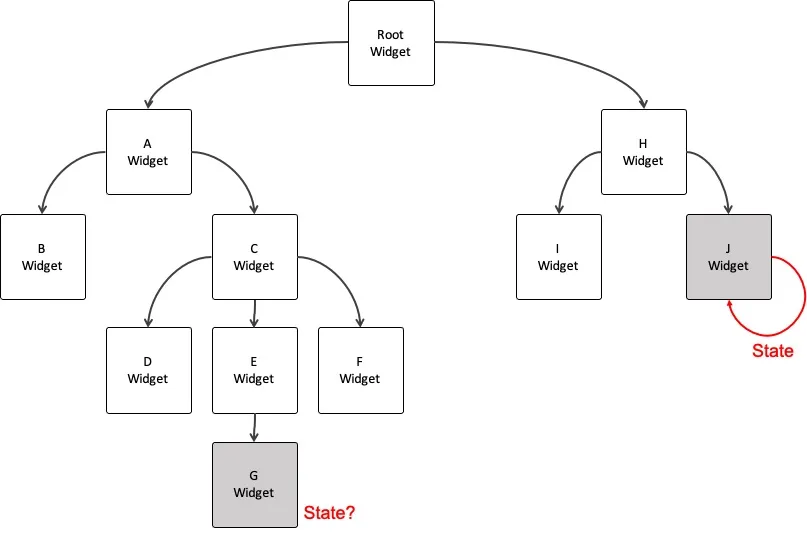 Root
Widget
A
Widget
H
Widget
B
Widget
C
Widget
I
Widget
J
Widget
State
D
Widget
E
Widget
F
Widget
G
Widget
State?